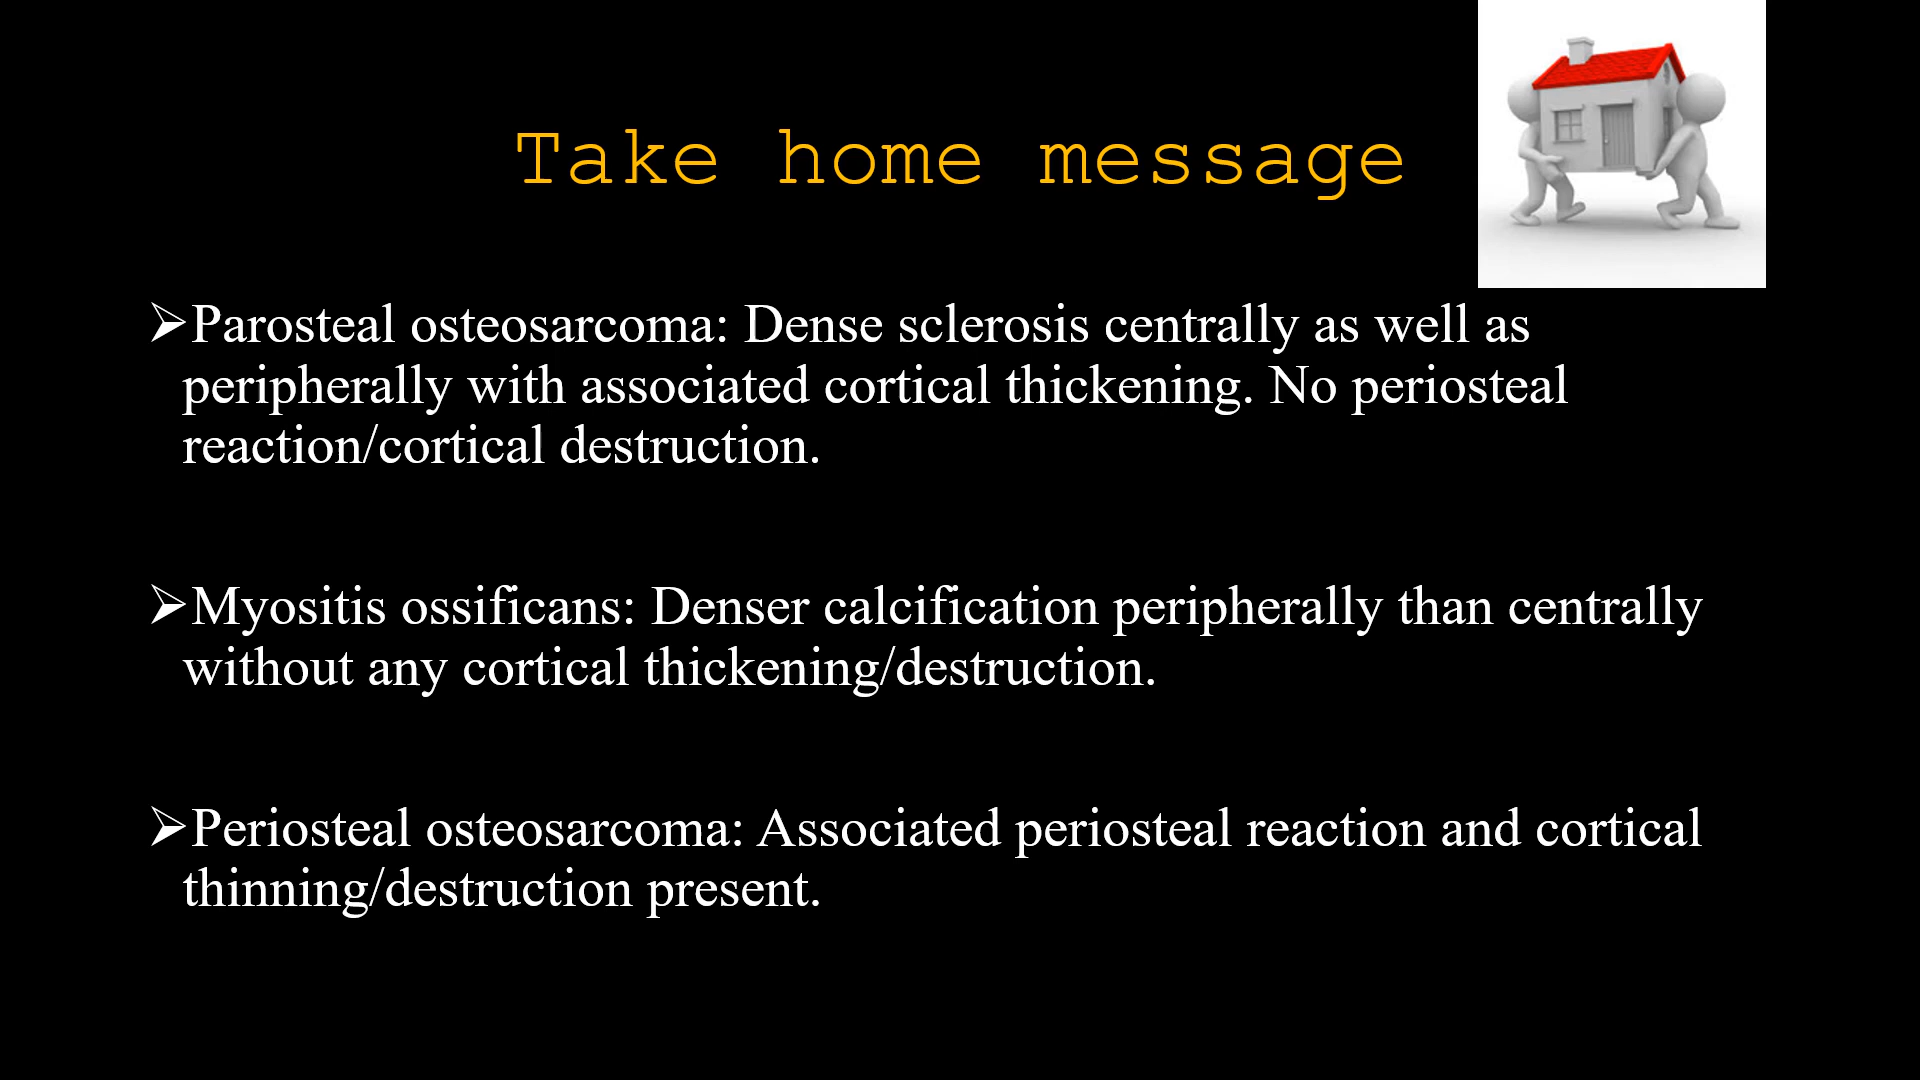 Take home message
➢Parosteal osteosarcoma: Dense sclerosis centrally as well as
peripherally with associated cortical thickening. No periosteal
reaction/cortical destruction.
➢Myositis ossificans: Denser calcification peripherally than centrally
without any cortical thickening/destruction.
➢Periosteal osteosarcoma: Associated periosteal reaction and cortical
thinning/destruction present.